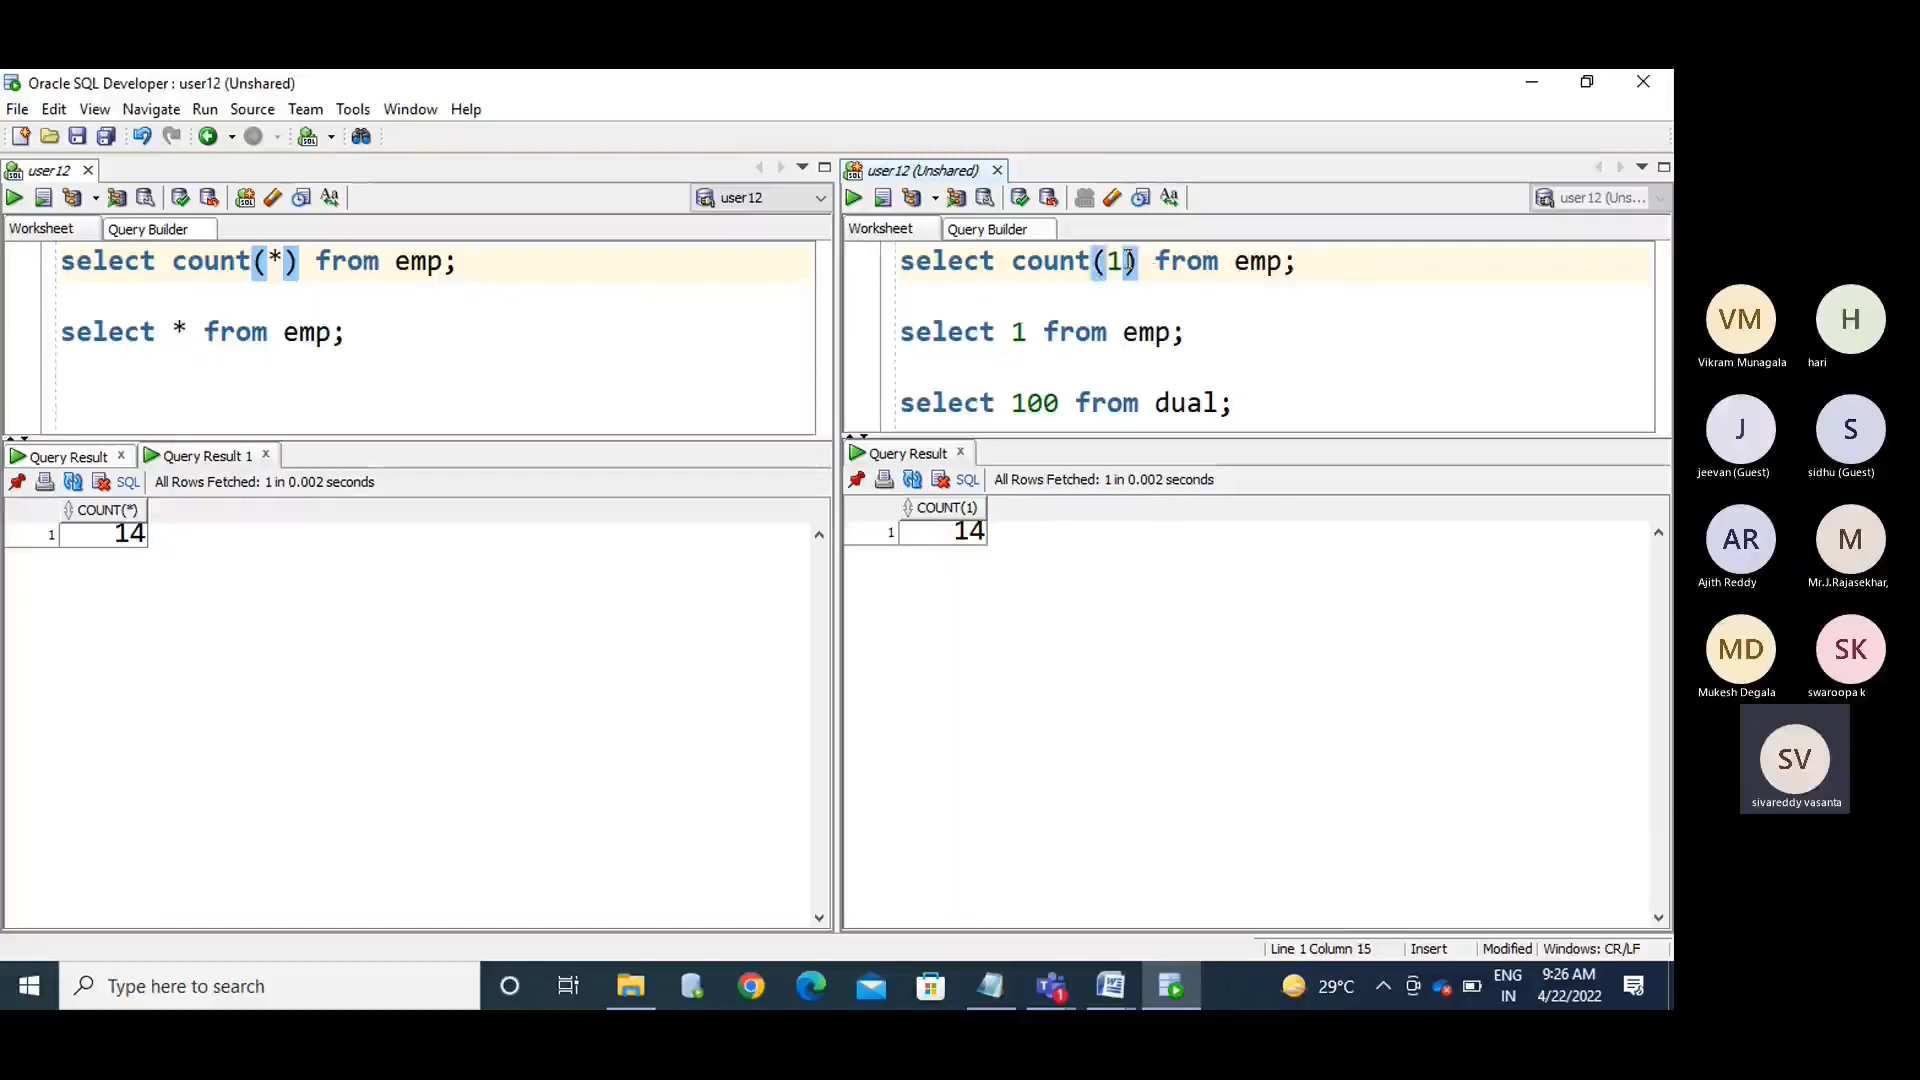 Oracle SQL Developer : user12 (Unshared)
File Edit View Navigate Run Source Team Tools Window Help
user12
user12
Worksheet Query Builder
select count(*) from emp;
select * from emp;
Query Result Query Result 1
SQL All Rows Fetched: 1 in 0.002 seconds
COUNT(*)
1 14
user12 (Unshared)
user12 (Uns...
Worksheet Query Builder
select count(1) from emp;
select 1 from emp;
select 100 from dual;
Query Result
SQL All Rows Fetched: 1 in 0.002 seconds
COUNT(1)
1 14
Line 1 Column 15 Insert Modified Windows: CR/LF
Type here to search
1
29°C
ENG
IN
9:26 AM
4/22/2022
VM
Vikram Munagala
H
hari
J
jeevan (Guest)
S
sidhu (Guest)
AR
Ajith Reddy
M
Mr.J.Rajasekhar,
MD
Mukesh Degala
SK
swaroopa k
SV
sivareddy vasanta